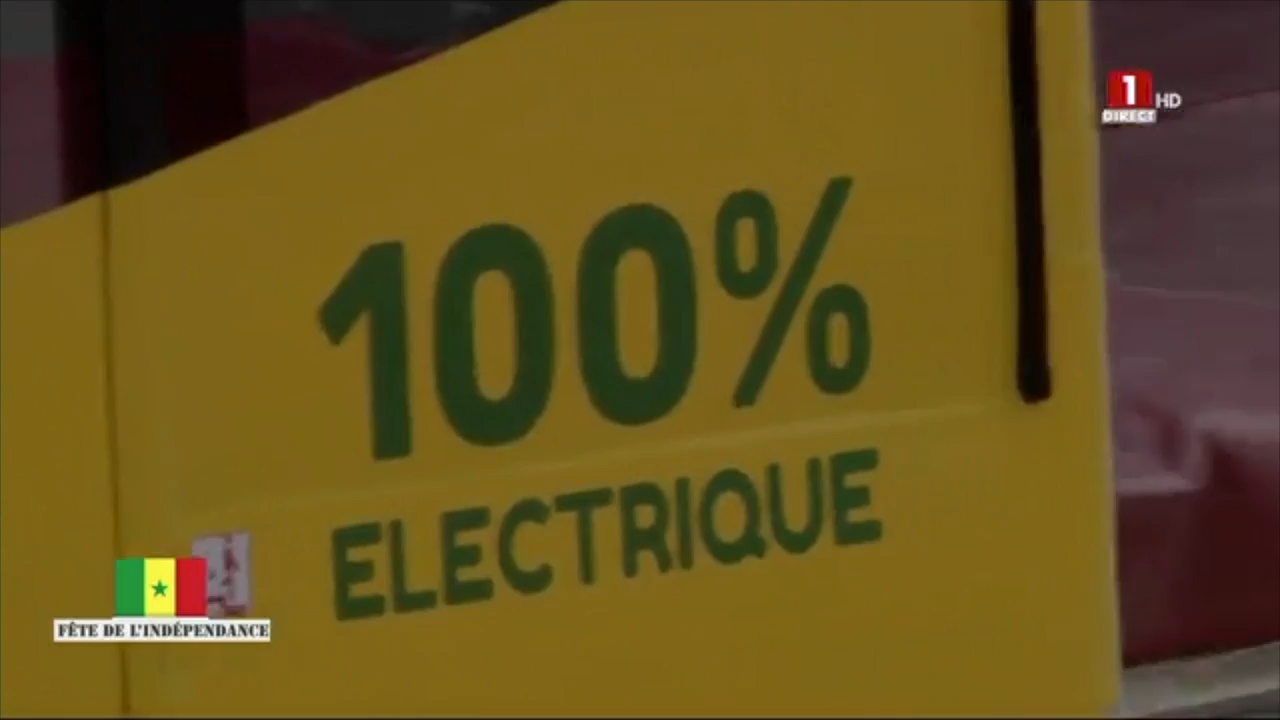 1 HD
DIRECT
100%
ELECTRIQUE
FÊTE DE L'INDÉPENDANCE